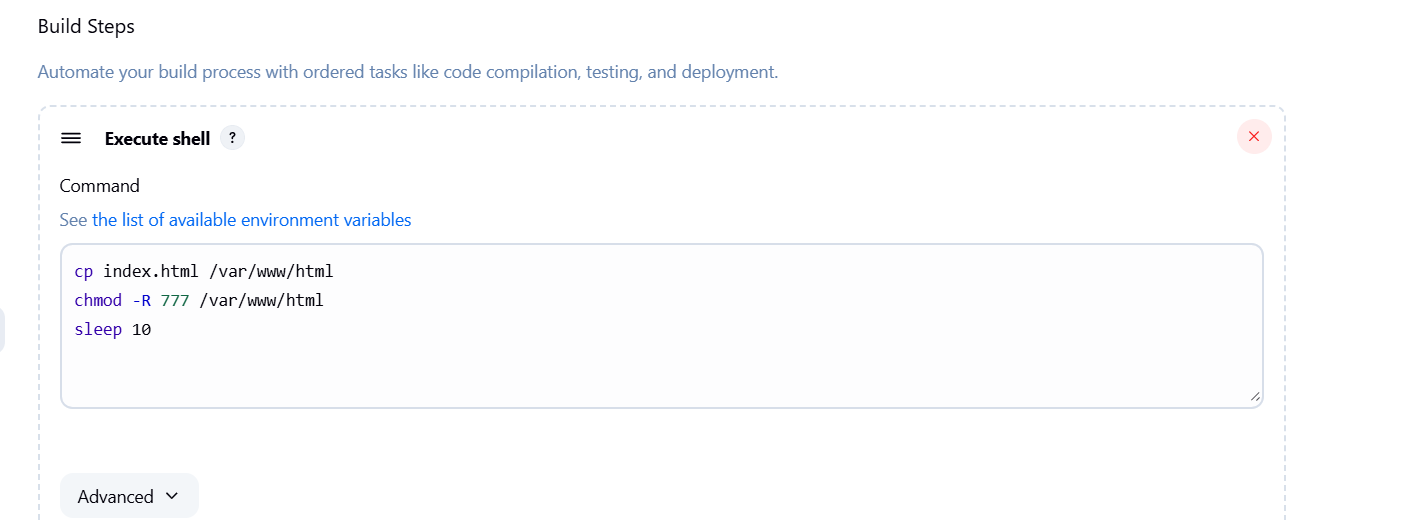 Build Steps
Automate your build process with ordered tasks like code compilation, testing, and deployment.
Execute shell ?
Command
See the list of available environment variables
cp index.html /var/www/html
chmod -R 777 /var/www/html
sleep 10
Advanced